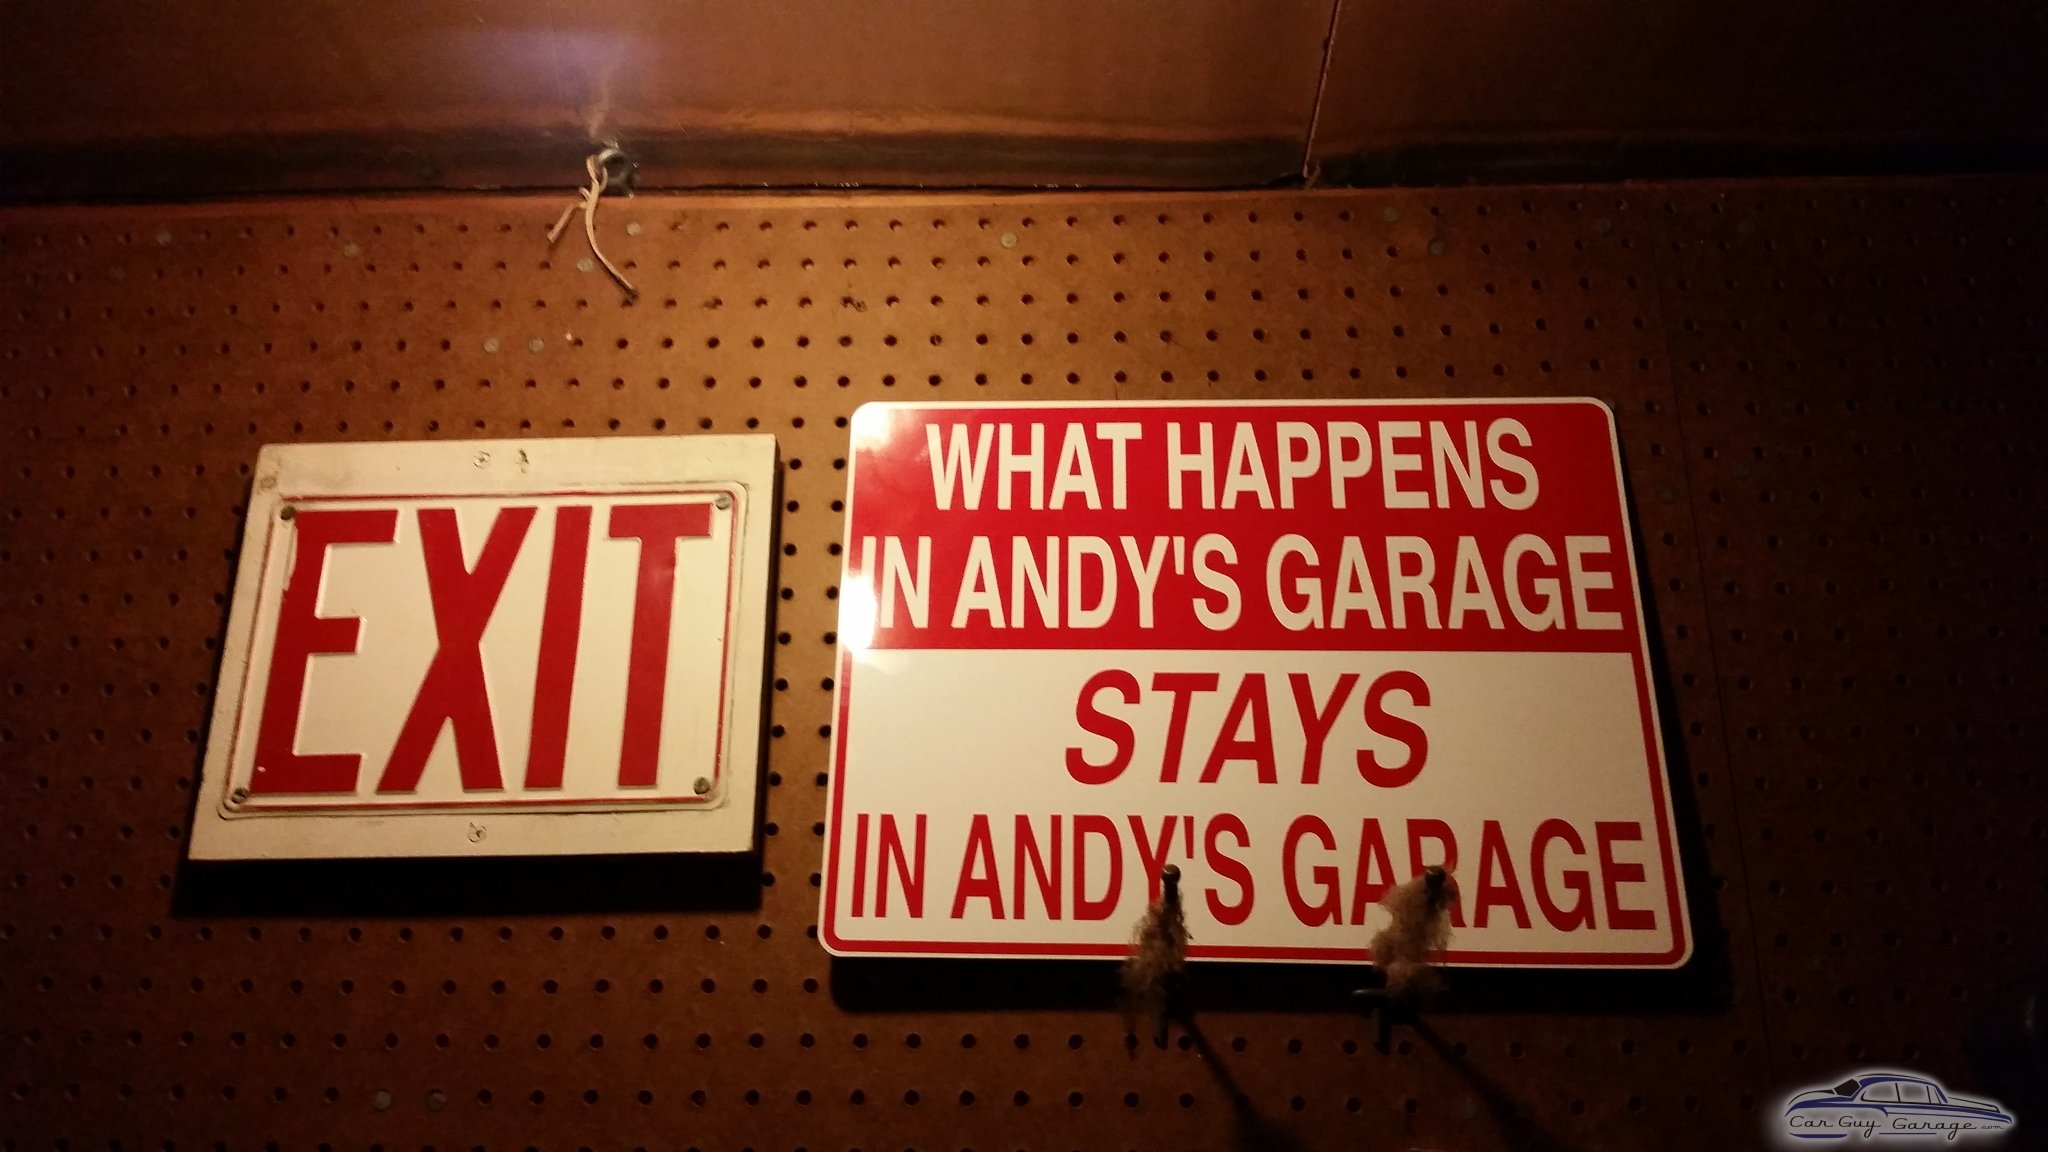 EXIT
WHAT HAPPENS
IN ANDY'S GARAGE
STAYS
IN ANDY'S GARAGE
Car Guy Garage.com